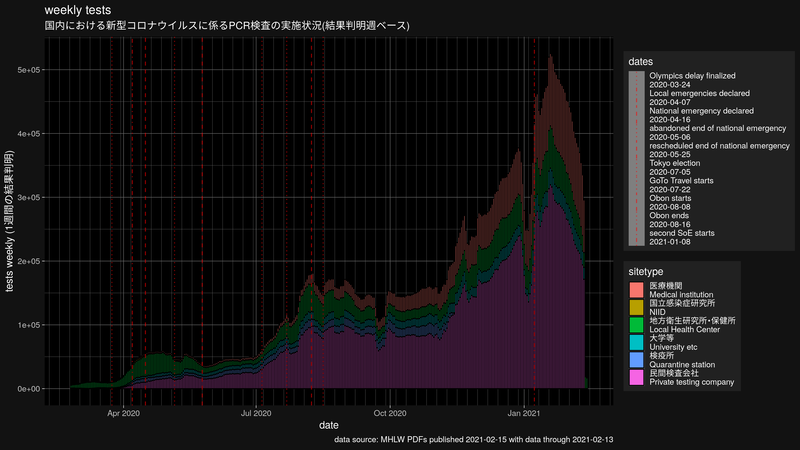 weekly tests
国内における新型コロナウイルスに係るPCR検査の実施状況(結果判明週ベース)
5e+05
4e+05
3e+05
2e+05
1e+05
0e+00
tests weekly (1週間の結果判明)
Apr 2020
Jul 2020
Oct 2020
Jan 2021
date
data source: MHLW PDFs published 2021-02-15 with data through 2021-02-13
dates
Olympics delay finalized
2020-03-24
Local emergencies declared
2020-04-07
National emergency declared
2020-04-16
abandoned end of national emergency
2020-05-06
rescheduled end of national emergency
2020-05-25
Tokyo election
2020-07-05
GoTo Travel starts
2020-07-22
Obon starts
2020-08-08
Obon ends
2020-08-16
second SoE starts
2021-01-08
sitetype
医療機関
Medical institution
国立感染症研究所
NIID
地方衛生研究所・保健所
Local Health Center
大学等
University etc
検疫所
Quarantine station
民間検査会社
Private testing company